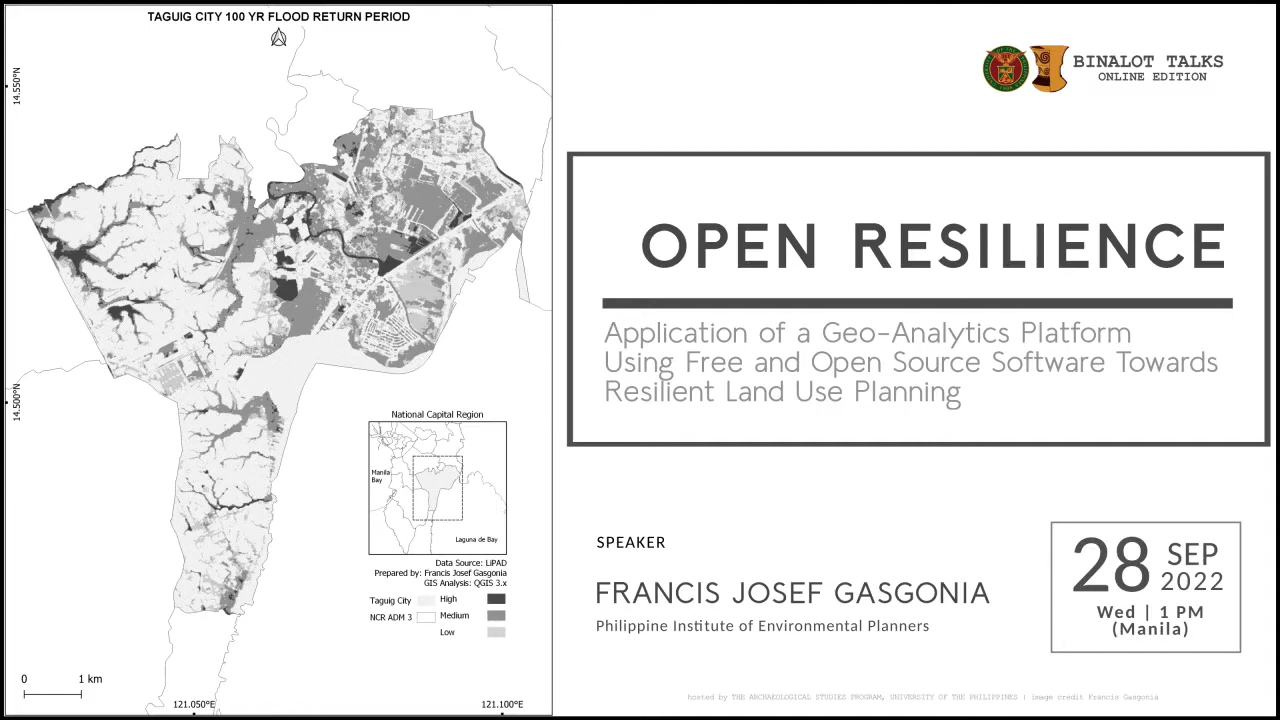 TAGUIG CITY 100 YR FLOOD RETURN PERIOD
14.550°N
14.500°N
National Capital Region
Manila
Bay
Laguna de Bay
Data Source: LiPAD
Prepared by: Francis Josef Gasgonia
GIS Analysis: QGIS 3.x
Taguig City
High
NCR ADM 3
Medium
Low
0 1 km
121.050°E
121.100°E
BINALOT TALKS
ONLINE EDITION
OPEN RESILIENCE
Application of a Geo-Analytics Platform
Using Free and Open Source Software Towards
Resilient Land Use Planning
SPEAKER
FRANCIS JOSEF GASGONIA
Philippine Institute of Environmental Planners
28 SEP
2022
Wed | 1 PM
(Manila)
hosted by THE ARCHAEOLOGICAL STUDIES PROGRAM, UNIVERSITY OF THE PHILIPPINES | image credit Francis Gasgonia